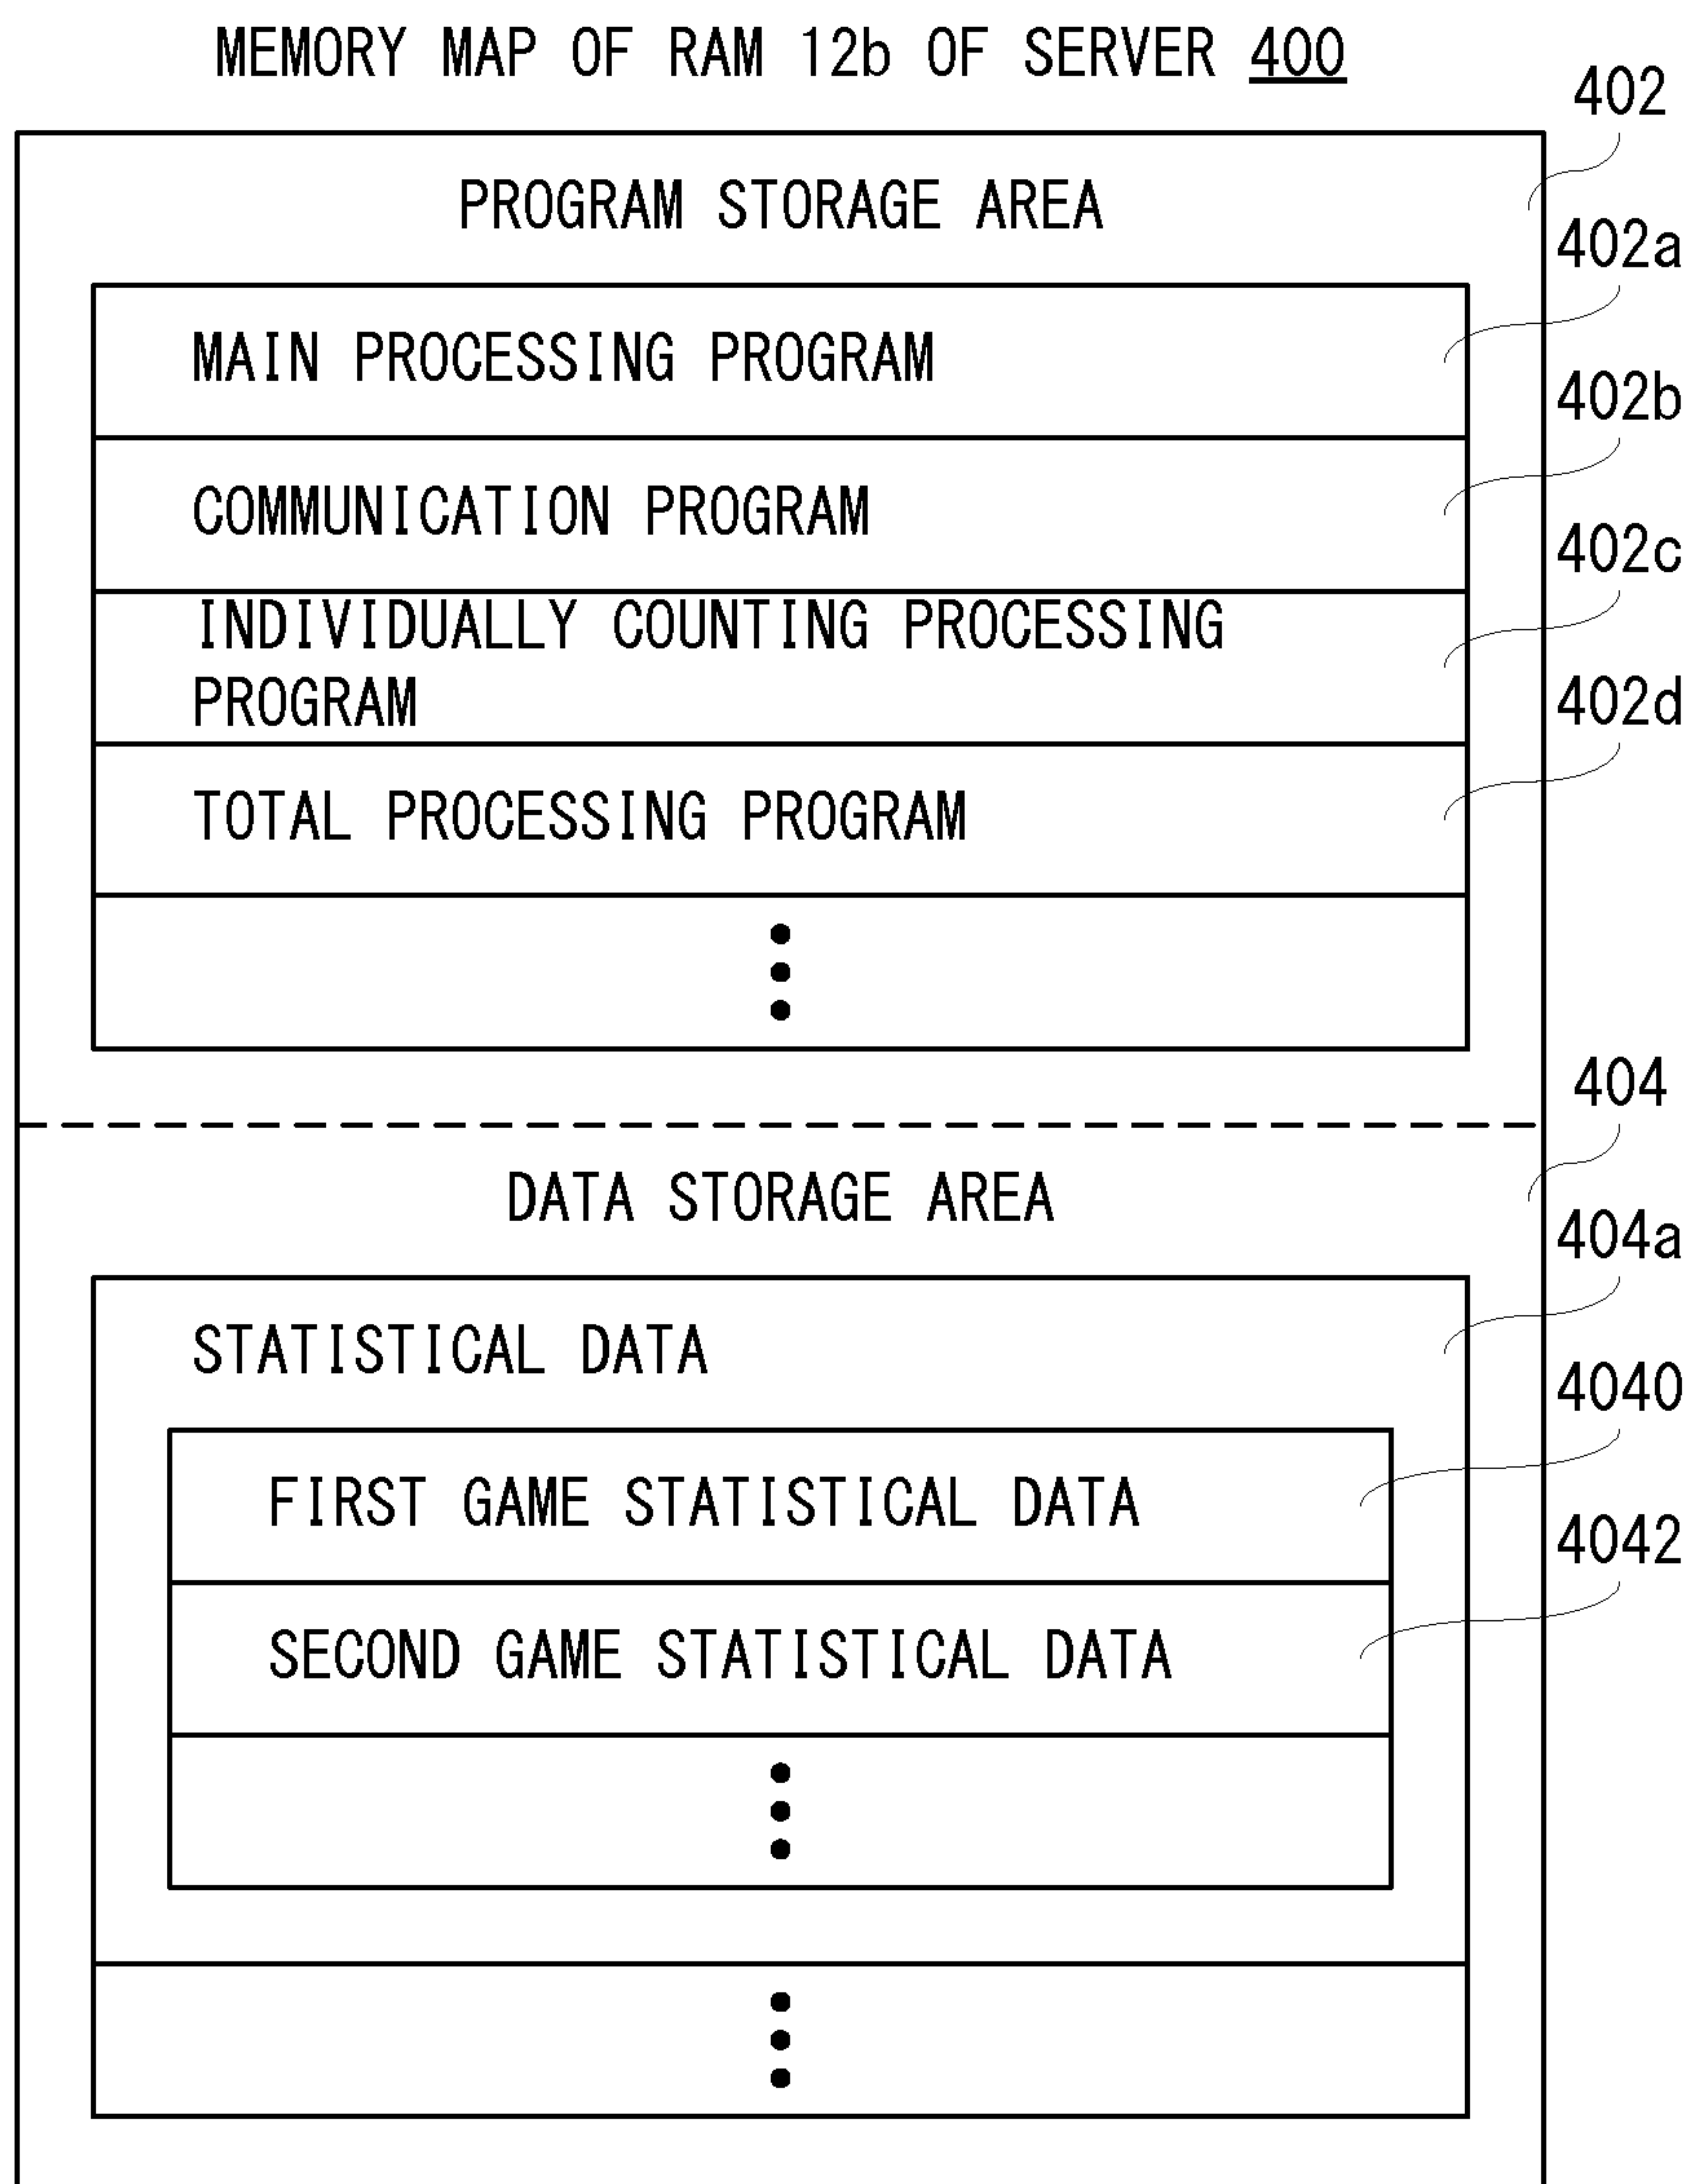 MEMORY MAP OF RAM 12b OF SERVER 400
402
PROGRAM STORAGE AREA
402a
MAIN PROCESSING PROGRAM
402b
COMMUNICATION PROGRAM
402c
INDIVIDUALLY COUNTING PROCESSING
PROGRAM
402d
TOTAL PROCESSING PROGRAM
404
DATA STORAGE AREA
404a
STATISTICAL DATA
4040
FIRST GAME STATISTICAL DATA
4042
SECOND GAME STATISTICAL DATA